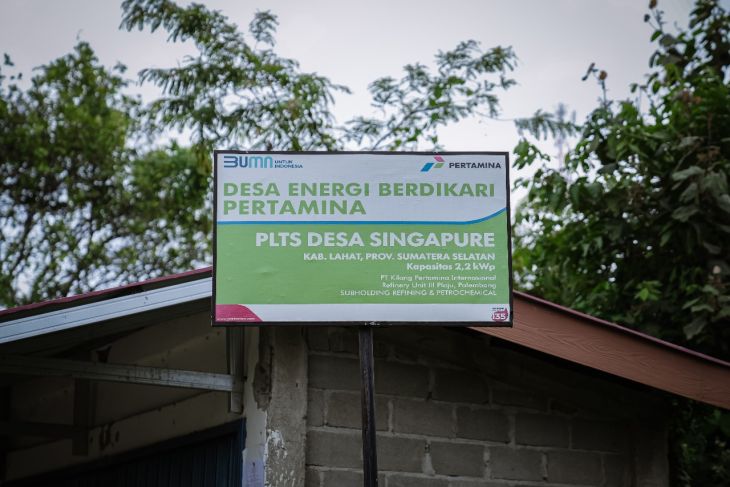 BUMN UNTUK INDONESIA
PERTAMINA
DESA ENERGI BERDIKARI
PERTAMINA
PLTS DESA SINGAPURE
KAB. LAHAT, PROV. SUMATERA SELATAN
Kapasitas 2,2 kWp
PT Kilang Pertamina Internasional
Refinery Unit III Plaju, Palembang
SUBHOLDING REFINING & PETROCHEMICAL
135